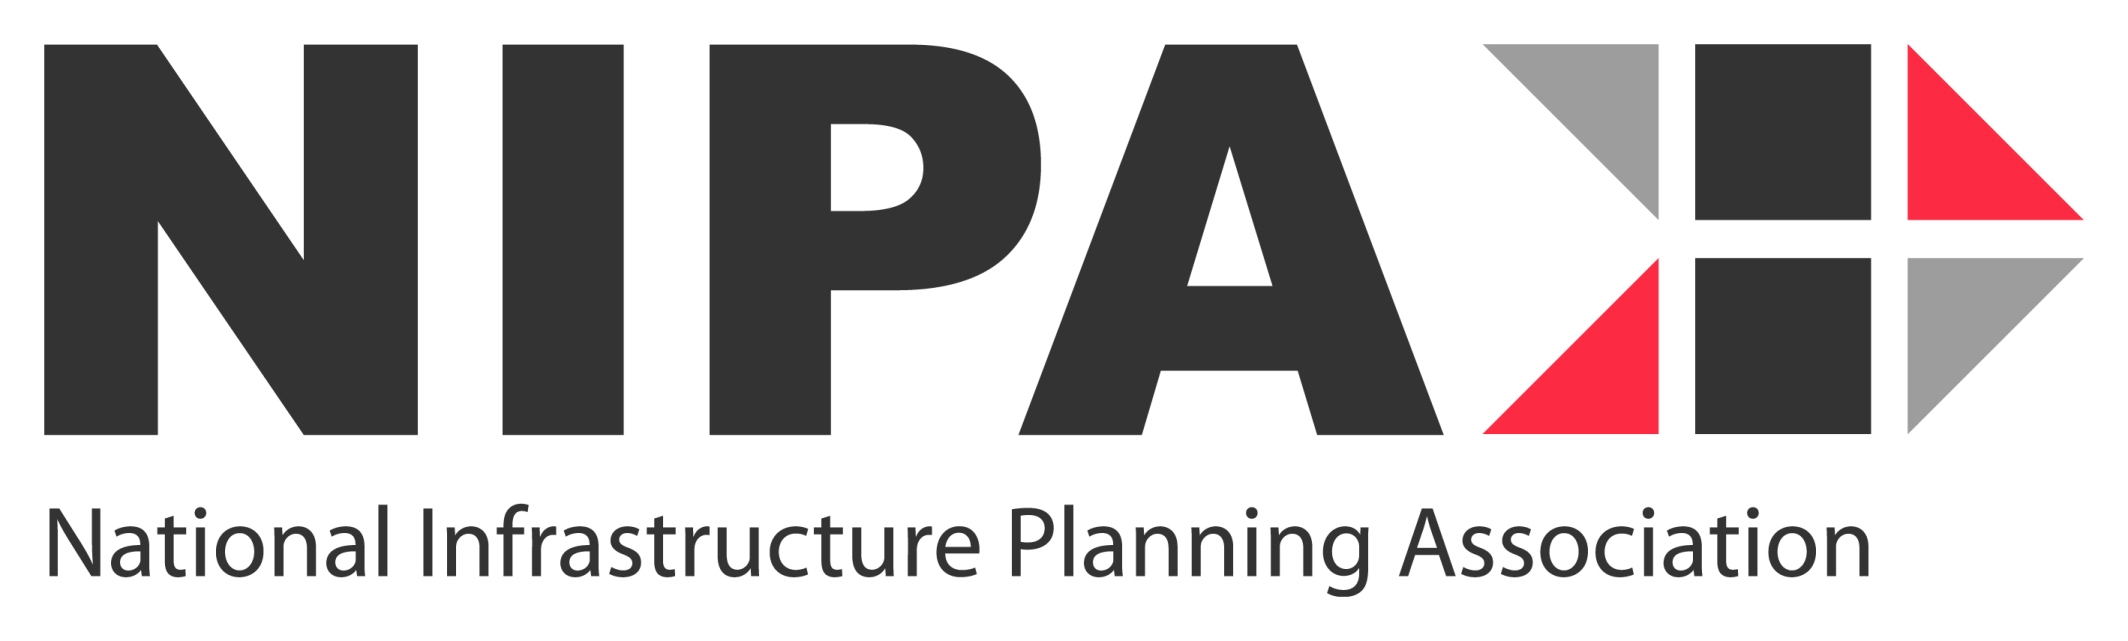 NIPA
National Infrastructure Planning Association